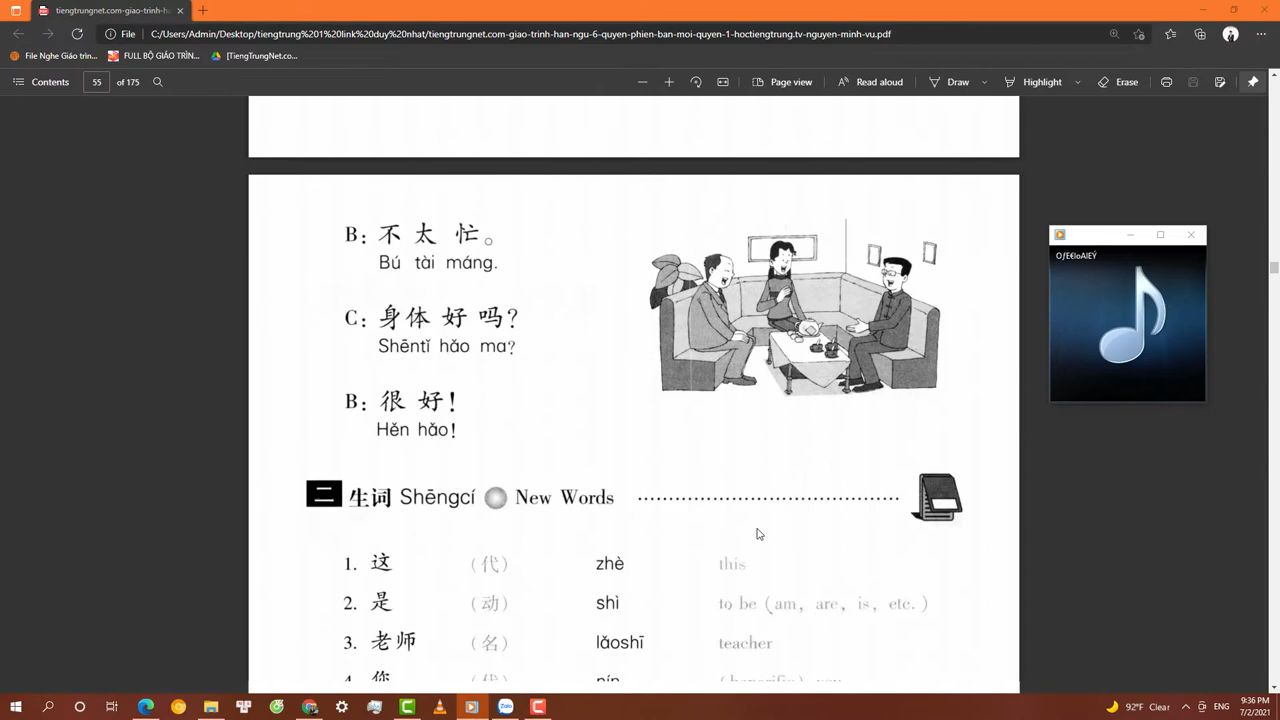 tiengtrungnet.com-giao-trinh-h
File
C:/Users/Admin/Desktop/tiengtrung%201%20link%20duy%20nhat/tiengtrungnet.com-giao-trinh-han-ngu-6-quyen-phien-ban-moi-quyen-1-hoctiengtrung.tv-nguyen-minh-vu.pdf
File Nghe Giáo trìn...
FULL BỘ GIÁO TRÌN...
[TiengTrungNet.co...
Contents
55 of 175
Page view
Read aloud
Draw
Highlight
Erase
B: 不太忙。
Bú tài máng.
C: 身体好吗?
Shēntǐ hǎo ma?
B: 很好!
Hěn hǎo!
二 生词 Shēngcí New Words
1. 这 (代) zhè this
2. 是 (动) shì to be (am, are, is, etc.)
3. 老师 (名) lǎoshī teacher
4.
92°F Clear
ENG
9:36 PM
7/2/2021
Zalo